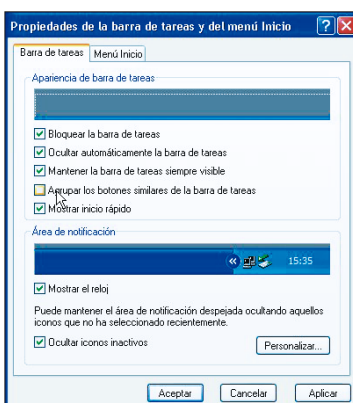 Propiedades de la barra de tareas y del menú Inicio
Barra de tareas
Menú Inicio
Apariencia de barra de tareas
Bloquear la barra de tareas
Ocultar automáticamente la barra de tareas
Mantener la barra de tareas siempre visible
Agrupar los botones similares de la barra de tareas
Mostrar inicio rápido
Área de notificación
15:35
Mostrar el reloj
Puede mantener el área de notificación despejada ocultando aquellos
iconos que no ha seleccionado recientemente.
Ocultar iconos inactivos
Personalizar...
Aceptar
Cancelar
Aplicar